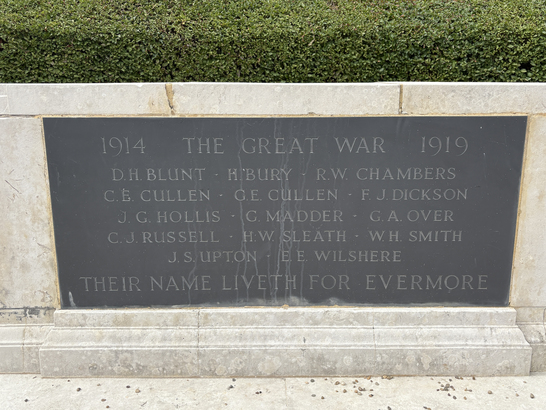 1914 THE GREAT WAR 1919
D.H. BLUNT · H. BURY · R.W. CHAMBERS
C.E. CULLEN · G.E. CULLEN · F.J. DICKSON
J.G. HOLLIS · G. MADDER · G.A. OVER
C.J. RUSSELL · H.W. SLEATH · W.H. SMITH
J.S. UPTON · E.E. WILSHERE
THEIR NAME LIVETH FOR EVERMORE